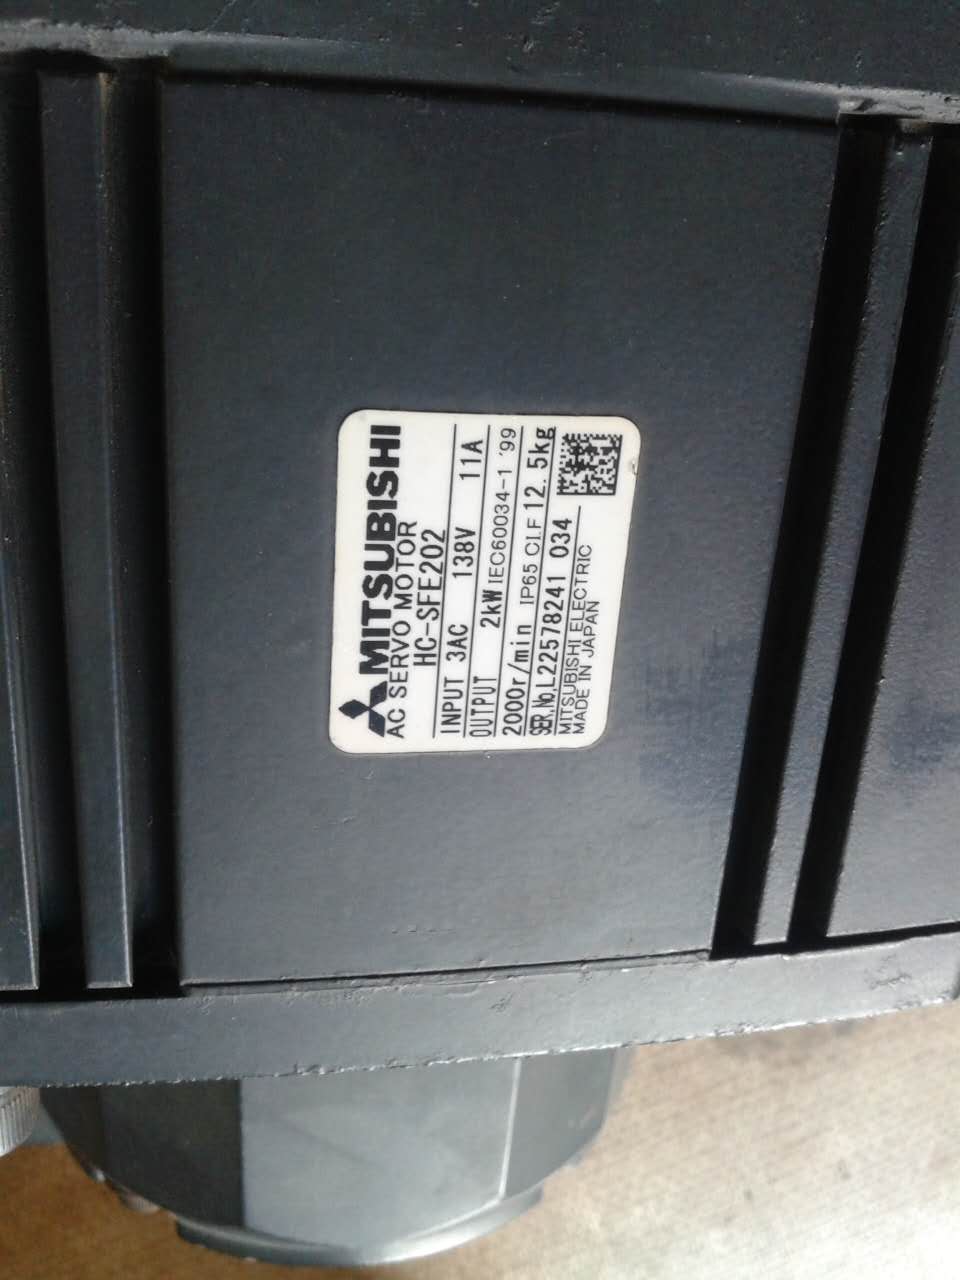 MITSUBISHI
AC SERVO MOTOR
HC-SFE202
INPUT 3AC 138V 11A
OUTPUT 2kW IEC60034-1 '99
2000r/min IP65 CI.F 12.5kg
SER.No.L22578241 034
MITSUBISHI ELECTRIC
MADE IN JAPAN